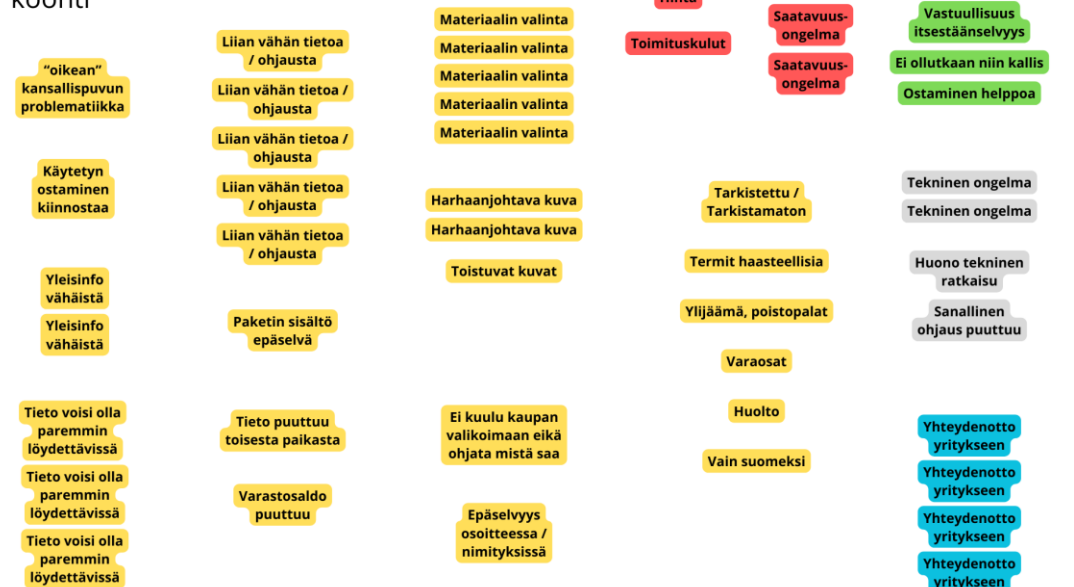 koonti
“oikean”
kansallispuvun
problematiikka
Käytetyn
ostaminen
kiinnostaa
Yleisinfo
vähäistä
Yleisinfo
vähäistä
Tieto voisi olla
paremmin
löydettävissä
Tieto voisi olla
paremmin
löydettävissä
Tieto voisi olla
paremmin
löydettävissä
Liian vähän tietoa
/ ohjausta
Liian vähän tietoa /
ohjausta
Liian vähän tietoa /
ohjausta
Liian vähän tietoa
/ ohjausta
Liian vähän tietoa
/ ohjausta
Paketin sisältö
epäselvä
Tieto puuttuu
toisesta paikasta
Varastosaldo
puuttuu
Materiaalin valinta
Materiaalin valinta
Materiaalin valinta
Materiaalin valinta
Materiaalin valinta
Harhaanjohtava kuva
Harhaanjohtava kuva
Toistuvat kuvat
Ei kuulu kaupan
valikoimaan eikä
ohjata mistä saa
Epäselvyys
osoitteessa /
nimityksissä
Hinta
Toimituskulut
Saatavuus-
ongelma
Saatavuus-
ongelma
Tarkistettu /
Tarkistamaton
Termit haasteellisia
Ylijäämä, poistopalat
Varaosat
Huolto
Vain suomeksi
Vastuullisuus
itsestäänselvyys
Ei ollutkaan niin kallis
Ostaminen helppoa
Tekninen ongelma
Tekninen ongelma
Huono tekninen
ratkaisu
Sanallinen
ohjaus puuttuu
Yhteydenotto
yritykseen
Yhteydenotto
yritykseen
Yhteydenotto
yritykseen
Yhteydenotto
yritykseen